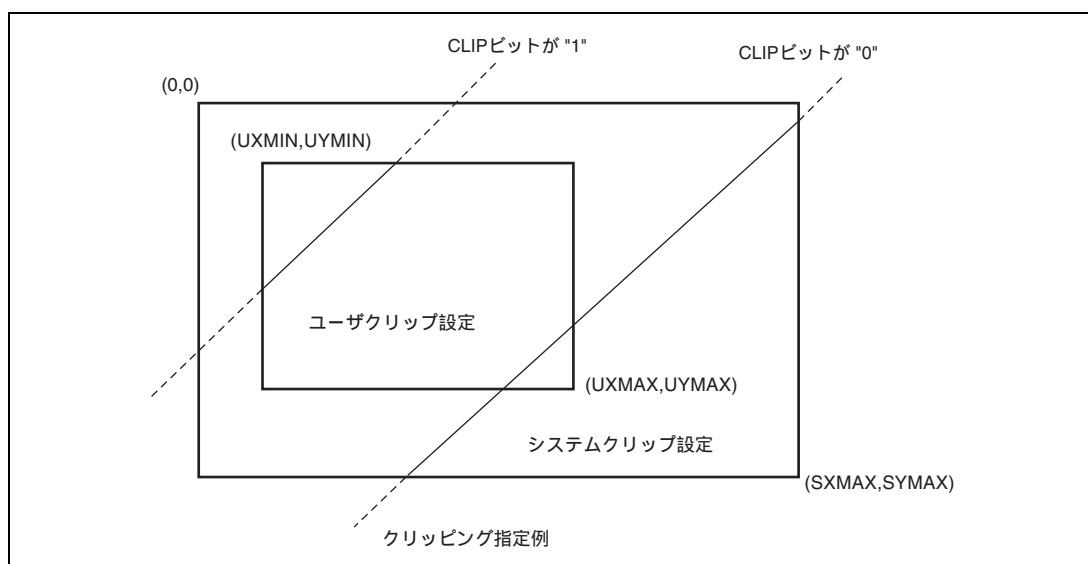 CLIPビットが "1"
CLIPビットが "0"
(0,0)
(UXMIN,UYMIN)
ユーザクリップ設定
(UXMAX,UYMAX)
システムクリップ設定
(SXMAX,SYMAX)
クリッピング指定例